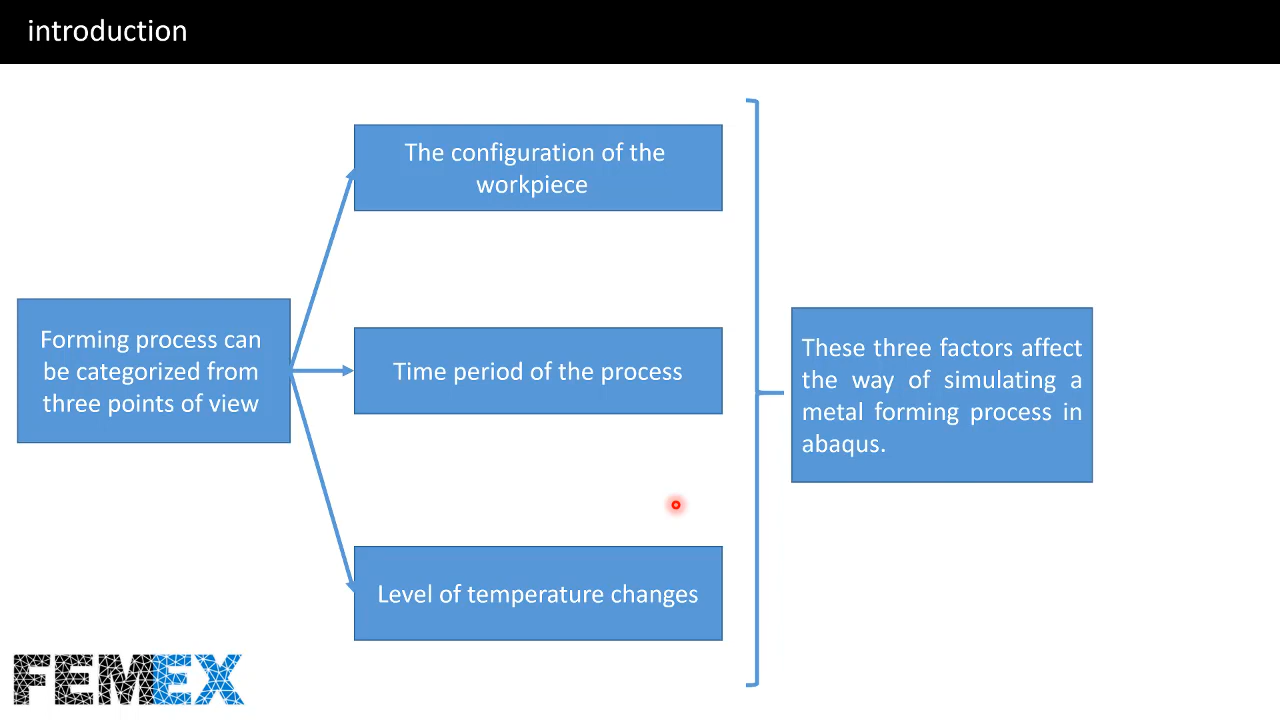 introduction
The configuration of the
workpiece
Forming process can
be categorized from
three points of view
Time period of the process
Level of temperature changes
These three factors affect
the way of simulating a
metal forming process in
abaqus.
FEMEX